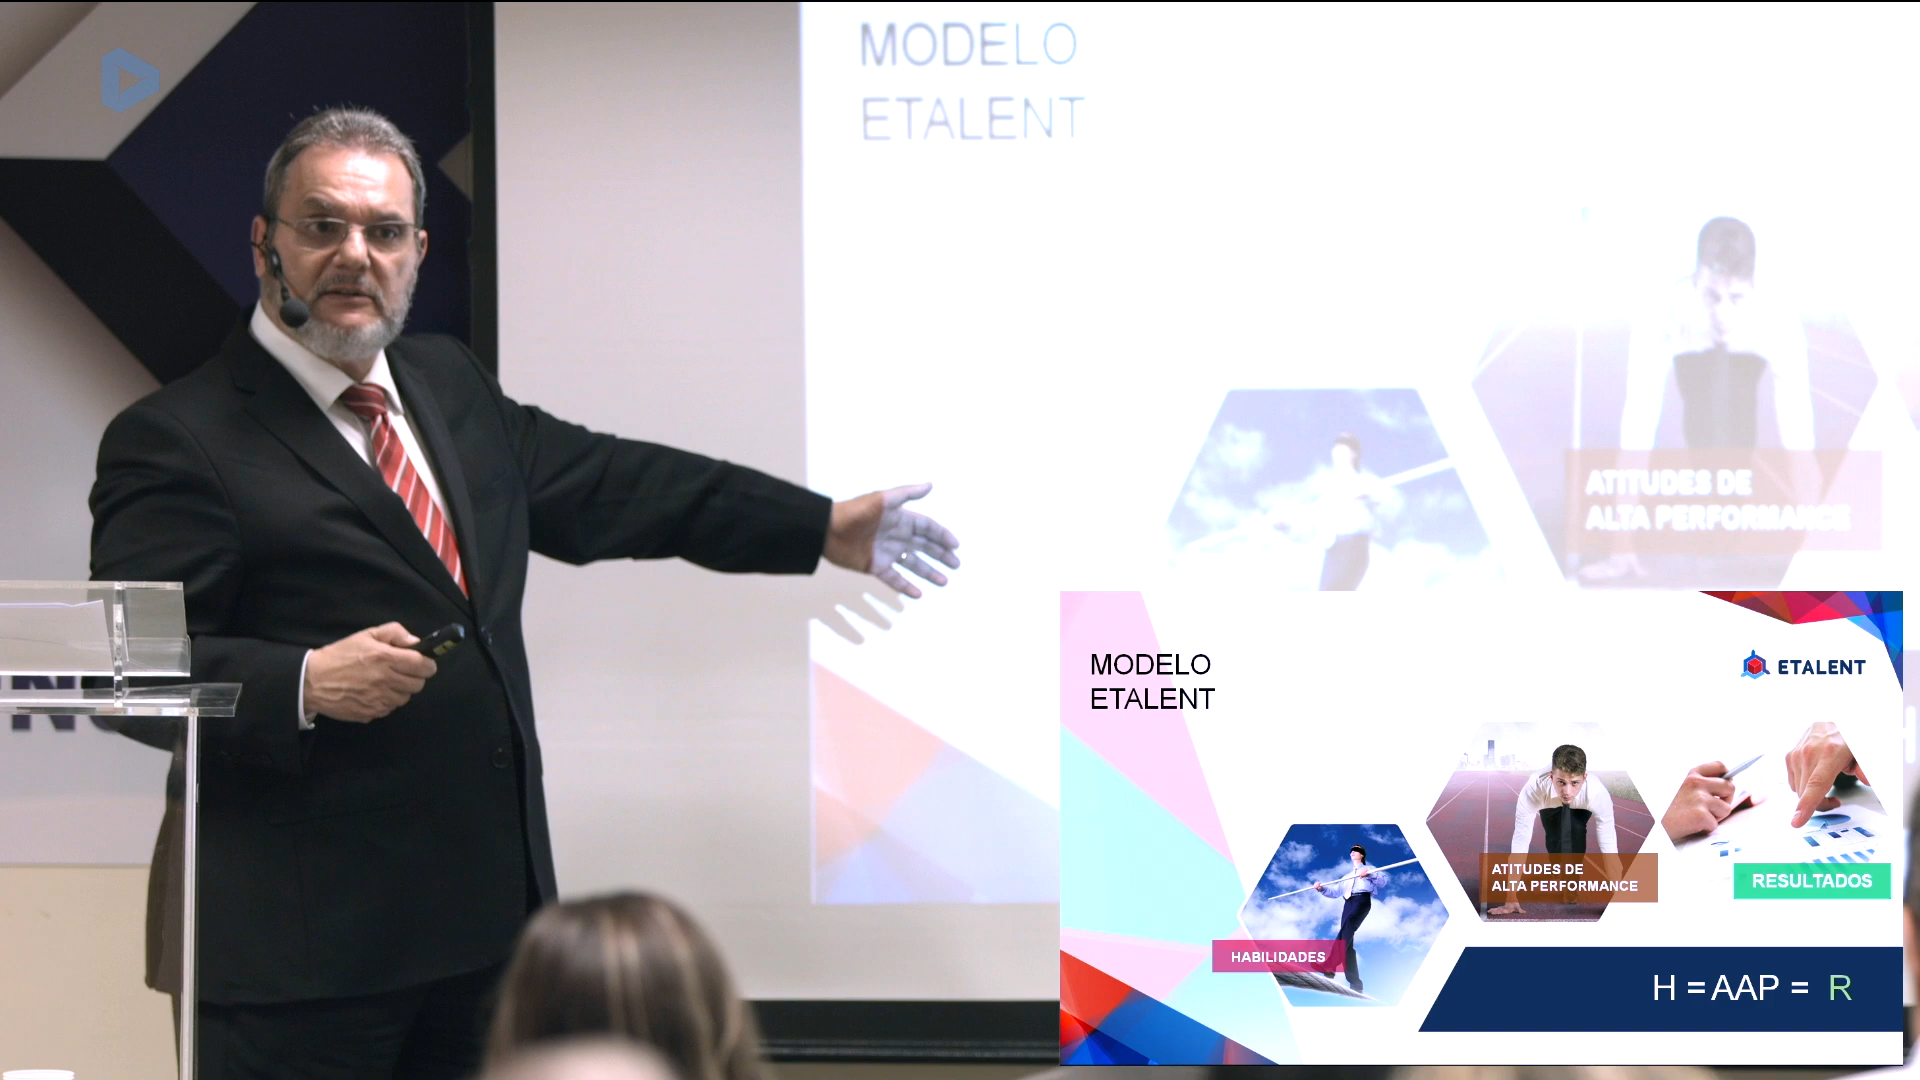 MODELO
ETALENT
ATITUDES DE
ALTA PERFORMANCE
MODELO
ETALENT
ETALENT
ATITUDES DE
ALTA PERFORMANCE
RESULTADOS
HABILIDADES
H = AAP = R